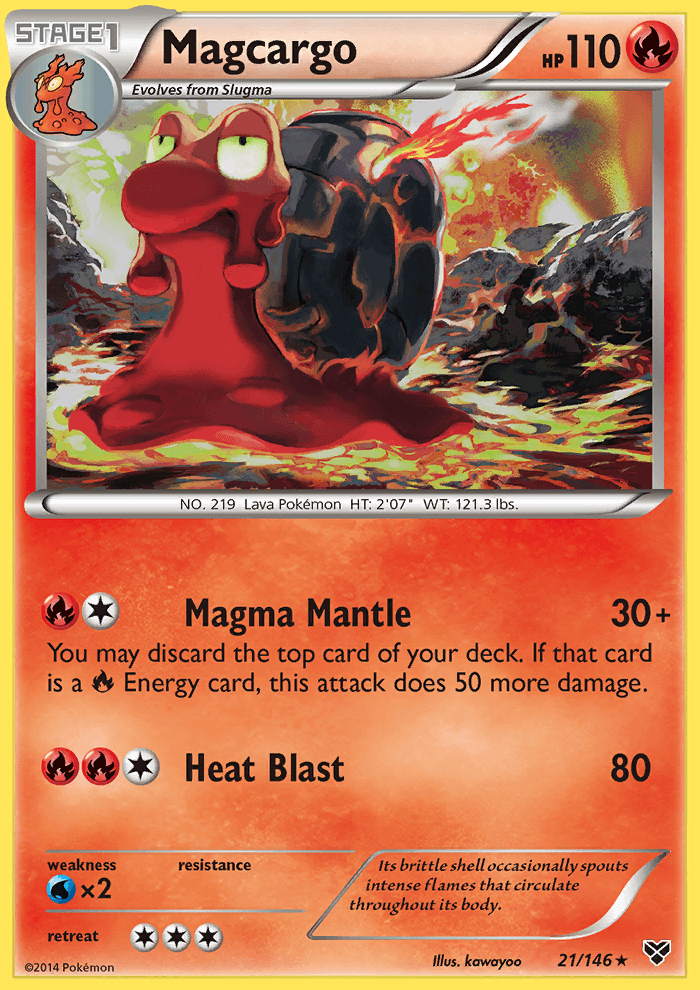 STAGE1
Magcargo
HP 110
Evolves from Slugma
NO. 219 Lava Pokémon HT: 2'07" WT: 121.3 lbs.
Magma Mantle 30+
You may discard the top card of your deck. If that card
is a Energy card, this attack does 50 more damage.
Heat Blast 80
weakness resistance
×2
Its brittle shell occasionally spouts
intense flames that circulate
throughout its body.
retreat
©2014 Pokémon
Illus. kawayoo 21/146 ★